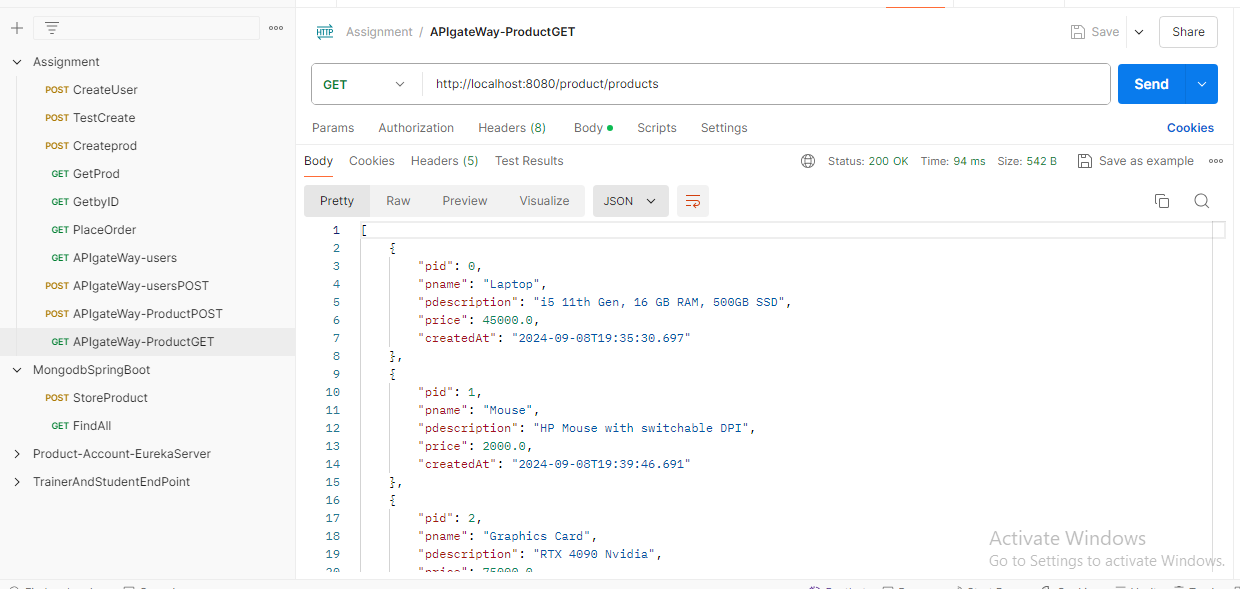 Assignment / APIgateWay-ProductGET
Save
Share
Assignment
POST CreateUser
POST TestCreate
POST Createprod
GET GetProd
GET GetbyID
GET PlaceOrder
GET APIgateWay-users
POST APIgateWay-usersPOST
POST APIgateWay-ProductPOST
GET APIgateWay-ProductGET
MongodbSpringBoot
POST StoreProduct
GET FindAll
Product-Account-EurekaServer
TrainerAndStudentEndPoint
GET http://localhost:8080/product/products Send
Params Authorization Headers (8) Body Scripts Settings Cookies
Body Cookies Headers (5) Test Results Status: 200 OK Time: 94 ms Size: 542 B Save as example
Pretty Raw Preview Visualize JSON
1 [
2 {
3 "pid": 0,
4 "pname": "Laptop",
5 "pdescription": "i5 11th Gen, 16 GB RAM, 500GB SSD",
6 "price": 45000.0,
7 "createdAt": "2024-09-08T19:35:30.697"
8 },
9 {
10 "pid": 1,
11 "pname": "Mouse",
12 "pdescription": "HP Mouse with switchable DPI",
13 "price": 2000.0,
14 "createdAt": "2024-09-08T19:39:46.691"
15 },
16 {
17 "pid": 2,
18 "pname": "Graphics Card",
19 "pdescription": "RTX 4090 Nvidia",
20 "price": 75000.0
Activate Windows
Go to Settings to activate Windows.